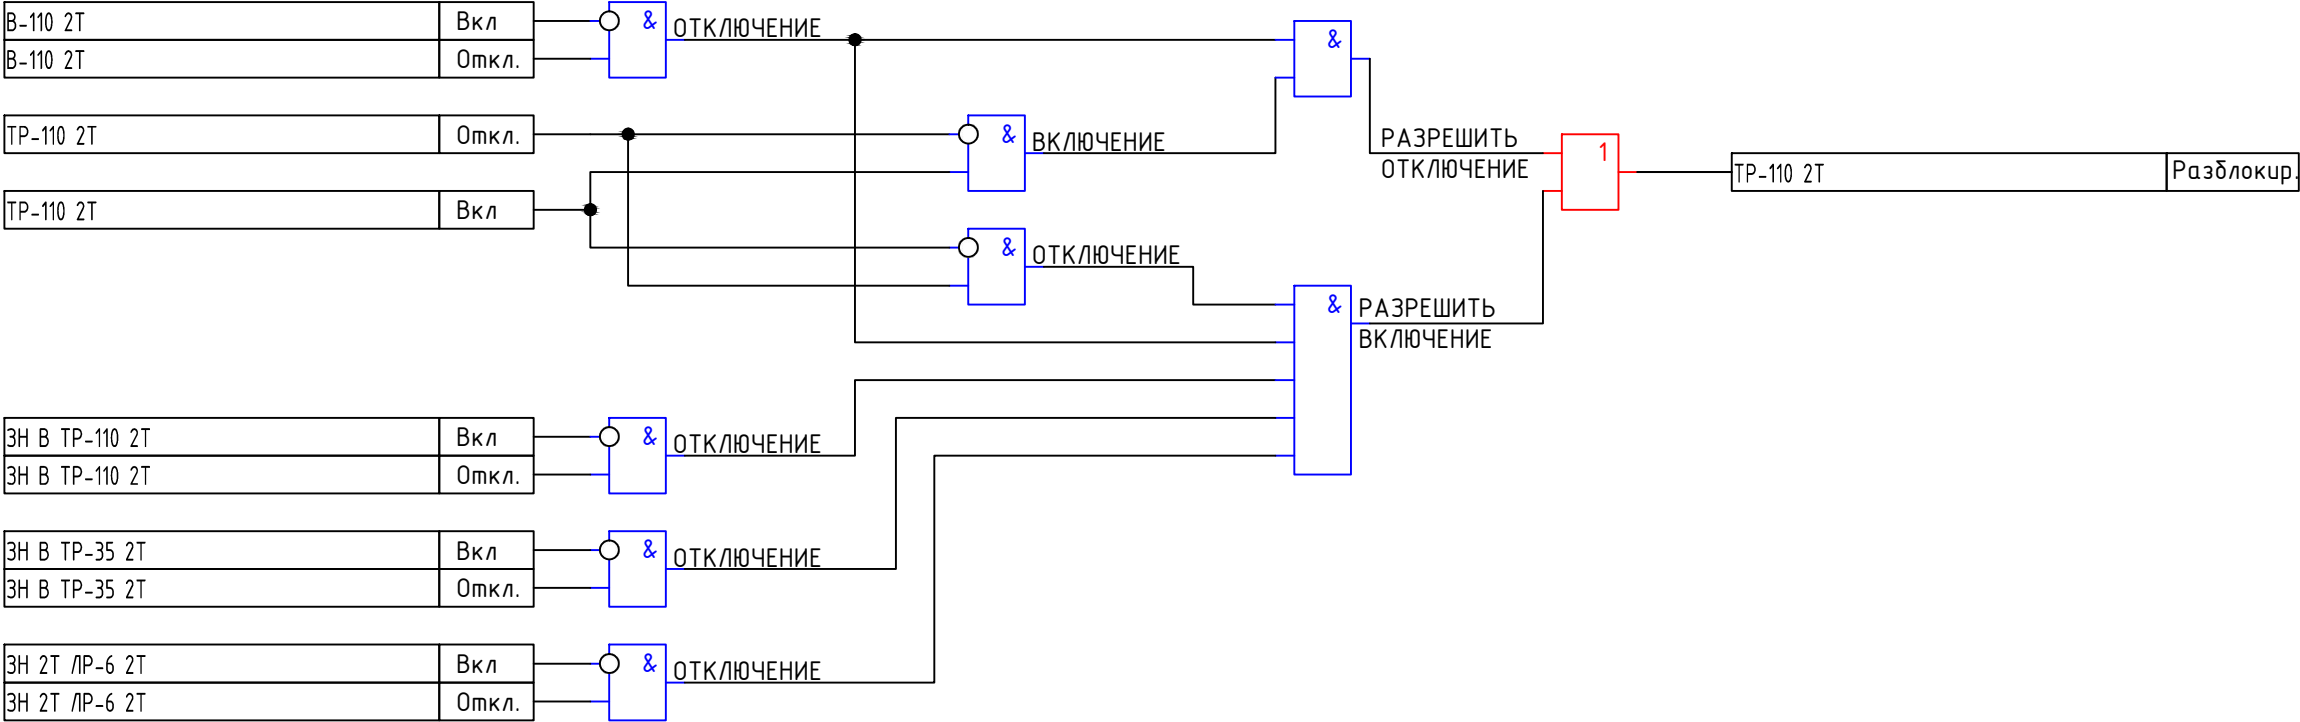 В-110 2Т Вкл & ОТКЛЮЧЕНИЕ &
В-110 2Т Откл.
ТР-110 2Т Откл. & ВКЛЮЧЕНИЕ РАЗРЕШИТЬ 1
ОТКЛЮЧЕНИЕ ТР-110 2Т Разблокир.
ТР-110 2Т Вкл
& ОТКЛЮЧЕНИЕ
& РАЗРЕШИТЬ
ВКЛЮЧЕНИЕ
ЗН В ТР-110 2Т Вкл & ОТКЛЮЧЕНИЕ
ЗН В ТР-110 2Т Откл.
ЗН В ТР-35 2Т Вкл & ОТКЛЮЧЕНИЕ
ЗН В ТР-35 2Т Откл.
ЗН 2Т ЛР-6 2Т Вкл & ОТКЛЮЧЕНИЕ
ЗН 2Т ЛР-6 2Т Откл.